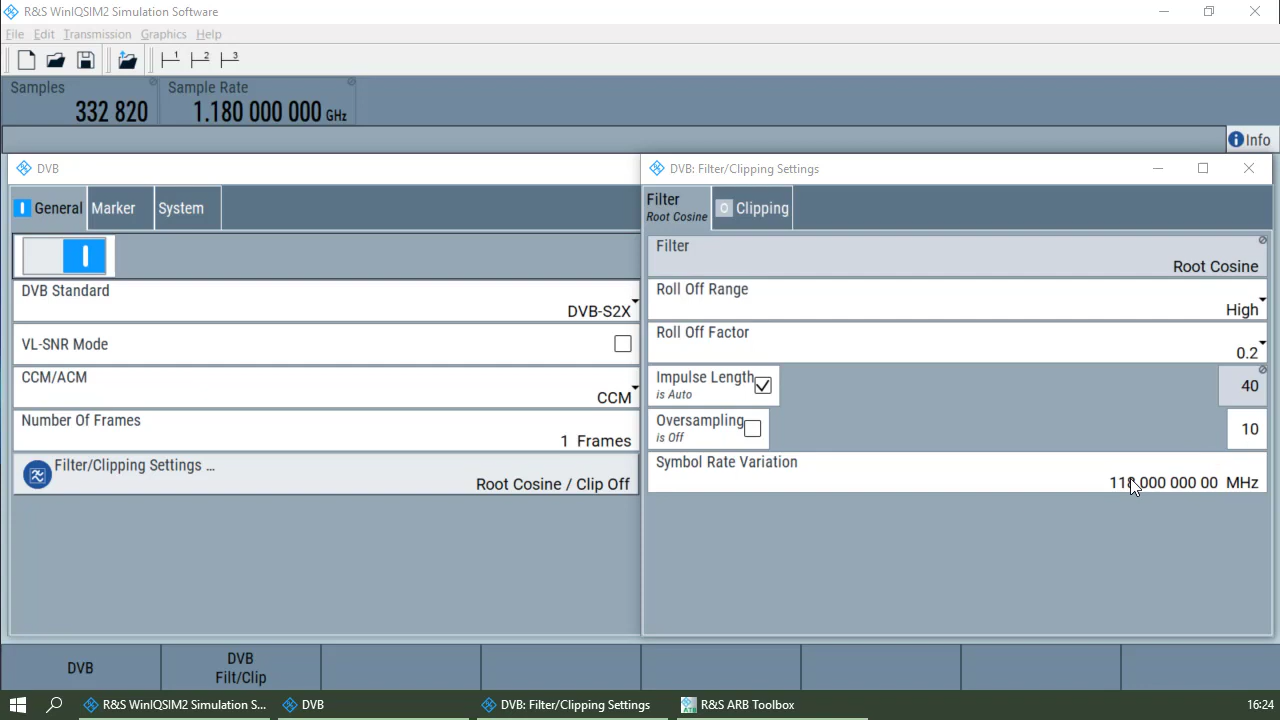 R&S WinIQSIM2 Simulation Software
File Edit Transmission Graphics Help
1 2 3
Samples
332 820
Sample Rate
1.180 000 000 GHz
Info
DVB
General Marker System
DVB Standard
DVB-S2X
VL-SNR Mode
CCM/ACM
CCM
Number Of Frames
1 Frames
Filter/Clipping Settings ...
Root Cosine / Clip Off
DVB: Filter/Clipping Settings
Filter
Root Cosine
Clipping
Filter
Root Cosine
Roll Off Range
High
Roll Off Factor
0.2
Impulse Length
is Auto
40
Oversampling
is Off
10
Symbol Rate Variation
118.000 000 00 MHz
DVB
DVB
Filt/Clip
R&S WinIQSIM2 Simulation S...
DVB
DVB: Filter/Clipping Settings
R&S ARB Toolbox
16:24